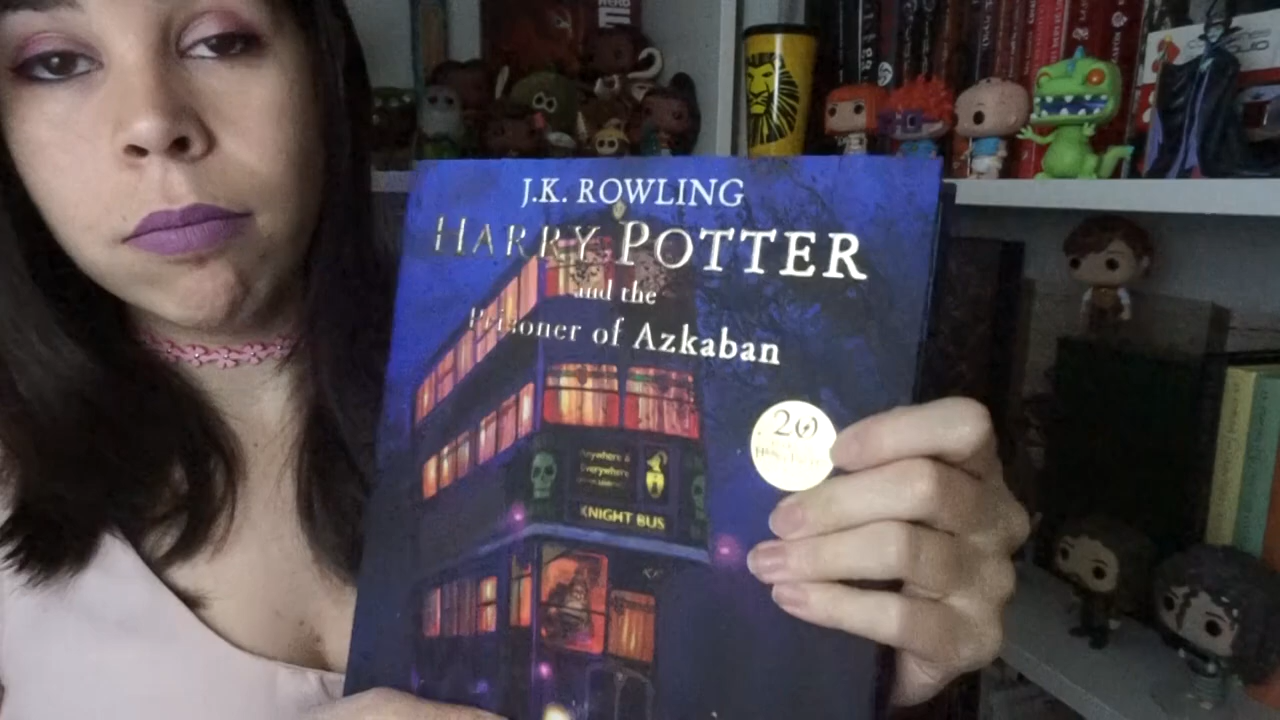 J.K. ROWLING
HARRY POTTER
and the
Prisoner of Azkaban
20
Anywhere &
Everywhere
KNIGHT BUS